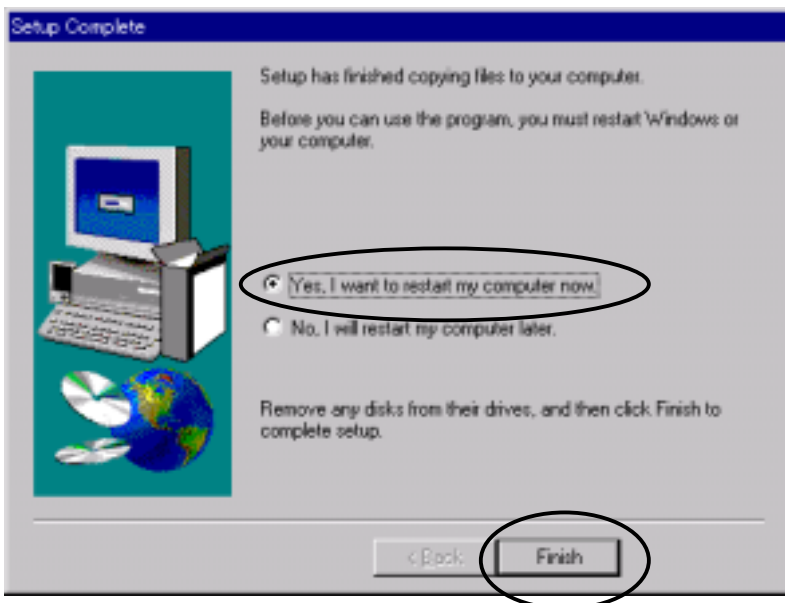 Setup Complete
Setup has finished copying files to your computer.
Before you can use the program, you must restart Windows or
your computer.
Yes, I want to restart my computer now.
No, I will restart my computer later.
Remove any disks from their drives, and then click Finish to
complete setup.
< Back
Finish